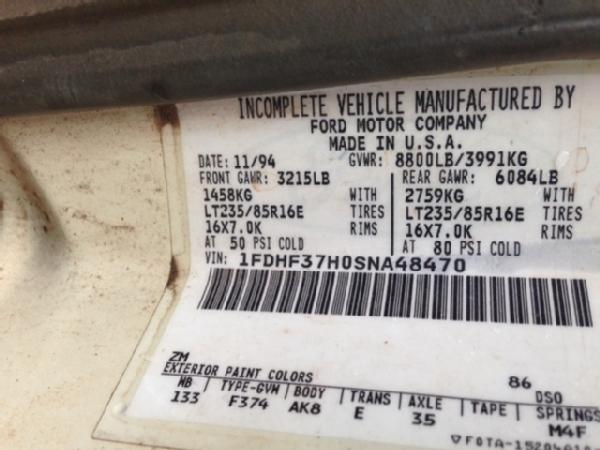 INCOMPLETE VEHICLE MANUFACTURED BY
FORD MOTOR COMPANY
MADE IN U.S.A.
DATE: 11/94 GVWR: 8800LB/3991KG
FRONT GAWR: 3215LB REAR GAWR: 6084LB
1458KG WITH 2759KG WITH
LT235/85R16E TIRES LT235/85R16E TIRES
16X7.0K RIMS 16X7.0K RIMS
AT 50 PSI COLD AT 80 PSI COLD
VIN: 1FDHF37H0SNA48470
ZM 86
EXTERIOR PAINT COLORS DSO
WB TYPE-GVM BODY TRANS AXLE TAPE SPRINGS
133 F374 AK8 E 35 M4F